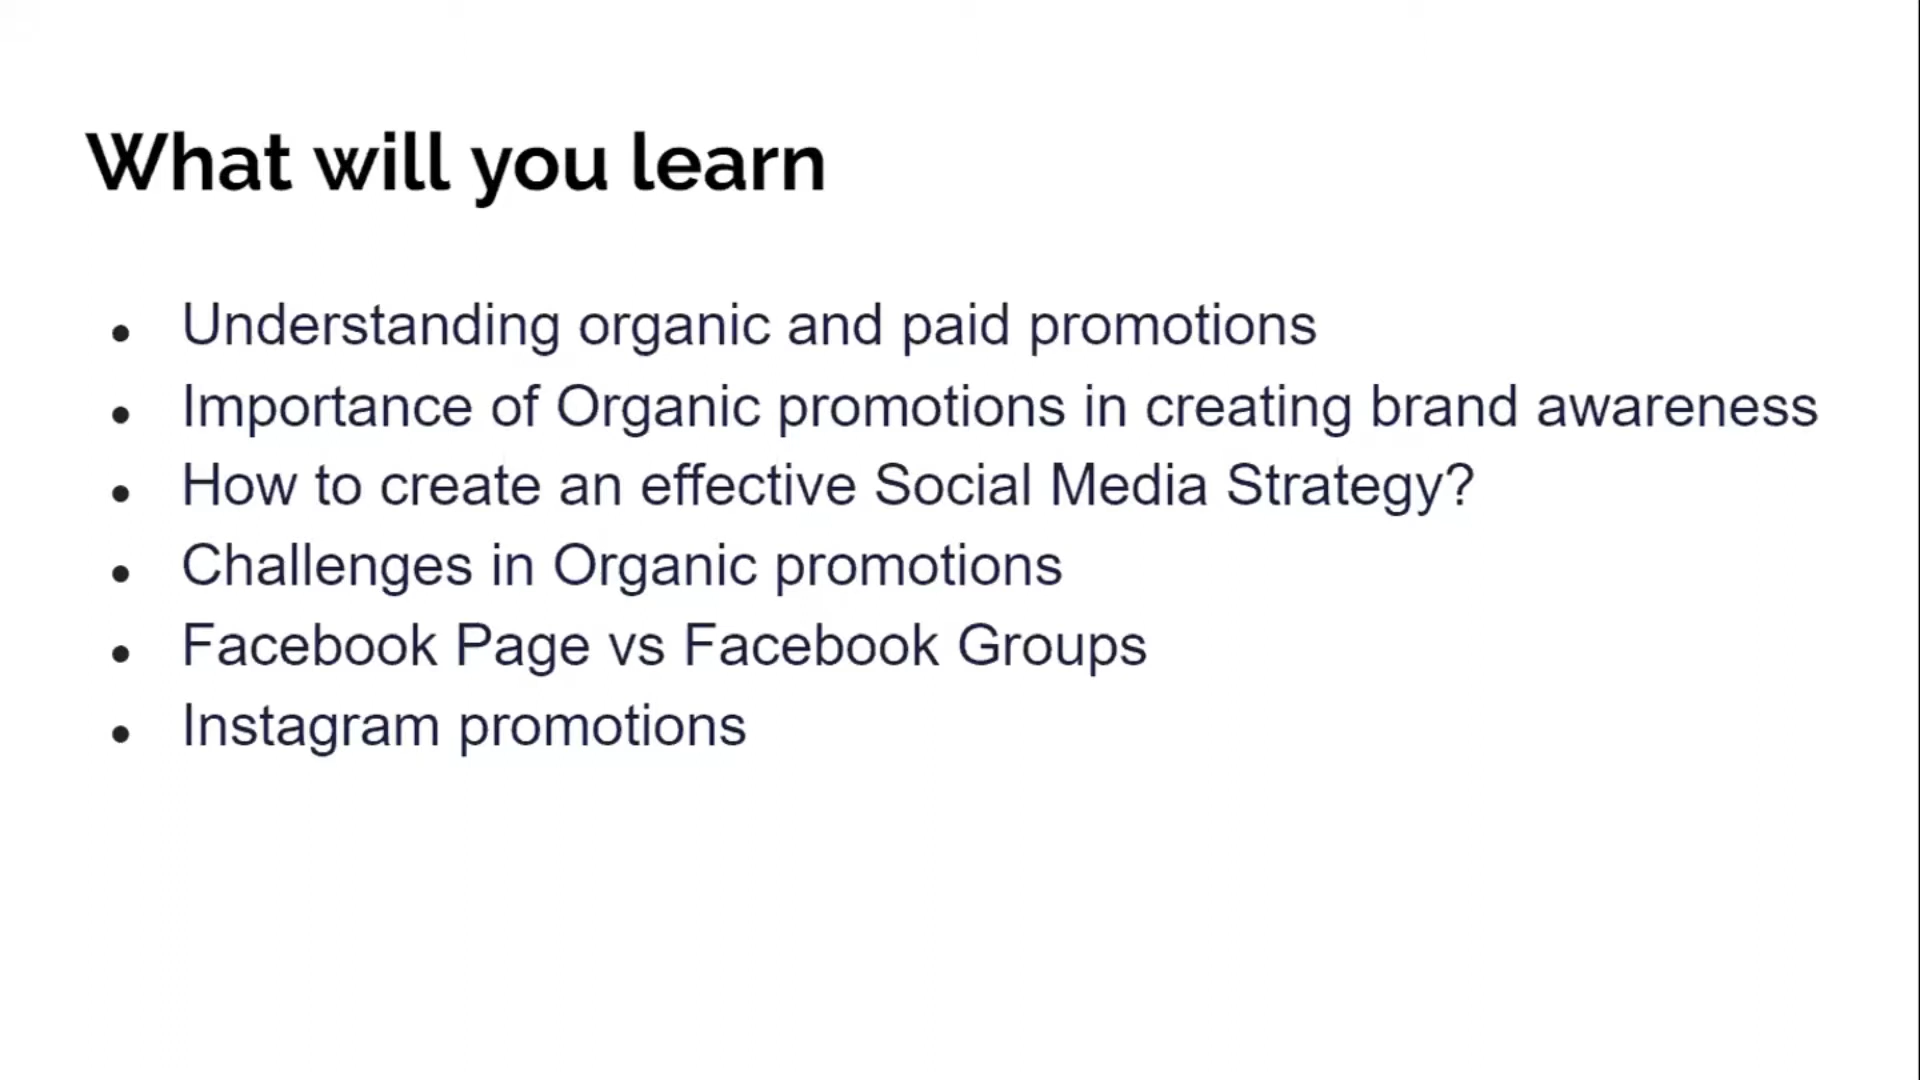 What will you learn
• Understanding organic and paid promotions
• Importance of Organic promotions in creating brand awareness
• How to create an effective Social Media Strategy?
• Challenges in Organic promotions
• Facebook Page vs Facebook Groups
• Instagram promotions